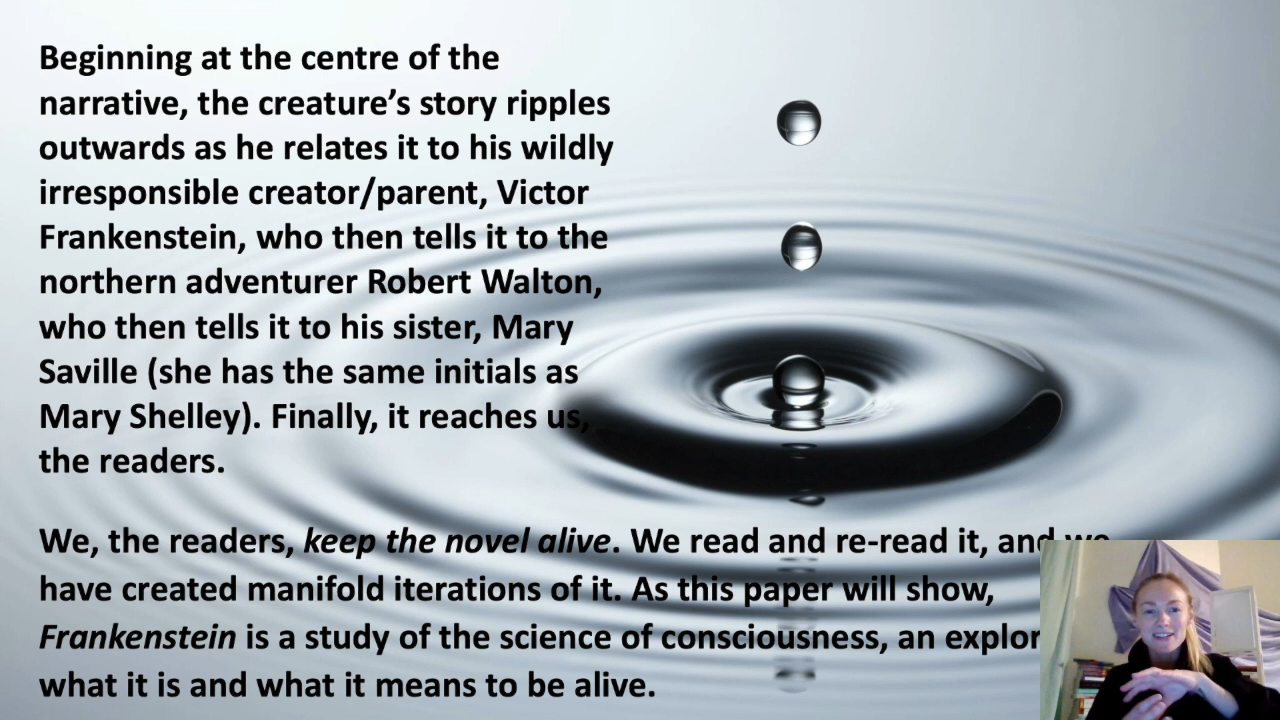 Beginning at the centre of the
narrative, the creature’s story ripples
outwards as he relates it to his wildly
irresponsible creator/parent, Victor
Frankenstein, who then tells it to the
northern adventurer Robert Walton,
who then tells it to his sister, Mary
Saville (she has the same initials as
Mary Shelley). Finally, it reaches us,
the readers.
We, the readers, keep the novel alive. We read and re-read it, and we
have created manifold iterations of it. As this paper will show,
Frankenstein is a study of the science of consciousness, an explor
what it is and what it means to be alive.